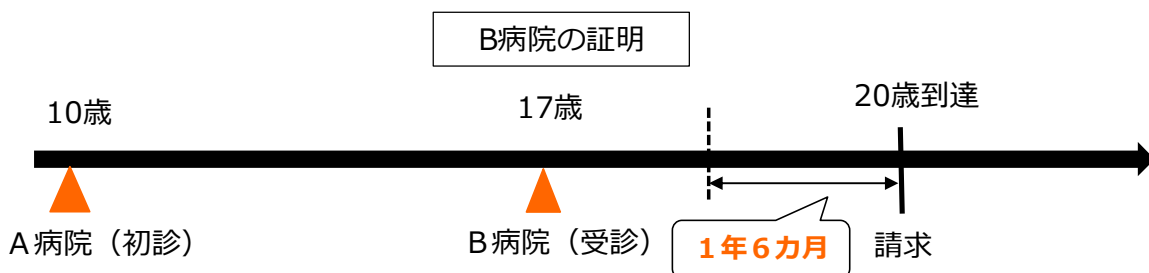 B病院の証明
10歳
17歳
20歳到達
A病院（初診）
B病院（受診）
1年6カ月
請求